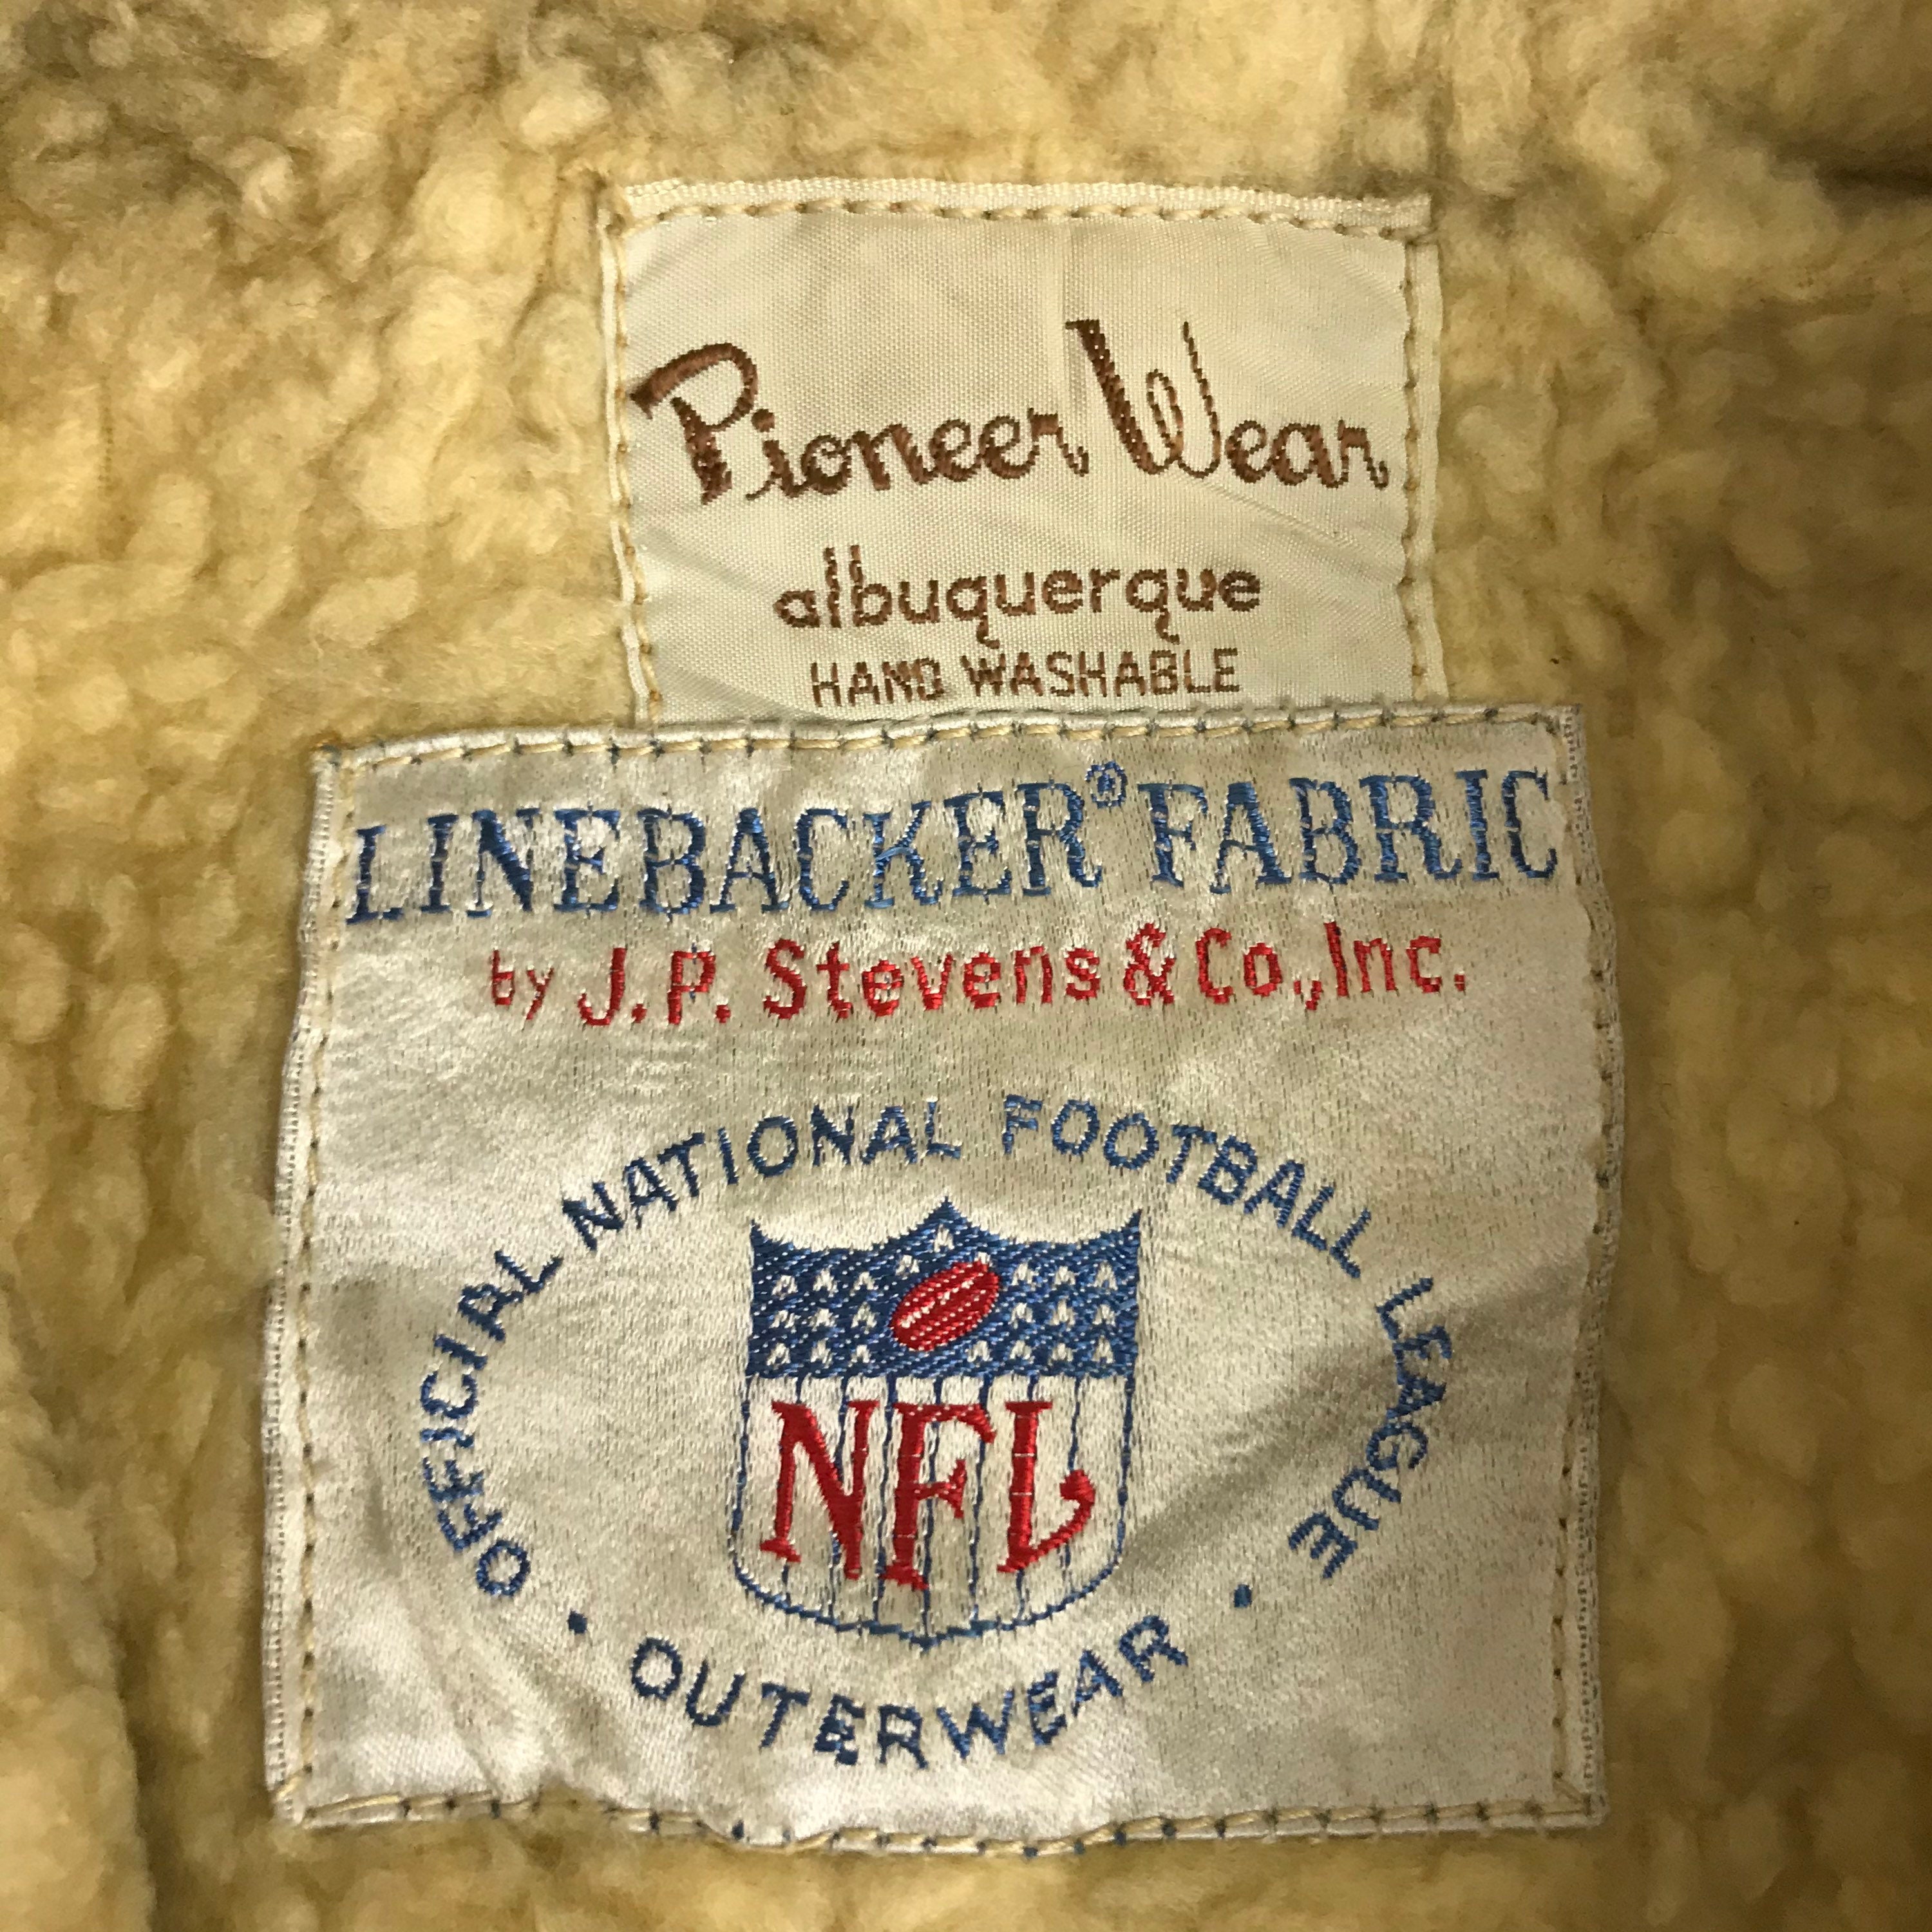 Pioneer Wear
albuquerque
HAND WASHABLE
LINEBACKER® FABRIC
by J.P. Stevens & Co., Inc.
OFFICIAL NATIONAL FOOTBALL LEAGUE
NFL
• OUTERWEAR •